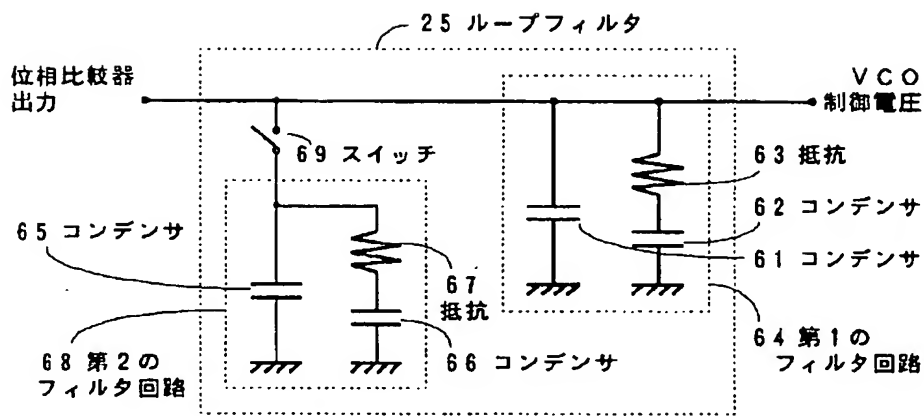 25 ループフィルタ
位相比較器
出力
VCO
制御電圧
69 スイッチ
63 抵抗
62 コンデンサ
65 コンデンサ
61 コンデンサ
67
抵抗
68 第2の
フィルタ回路
66 コンデンサ
64 第1の
フィルタ回路